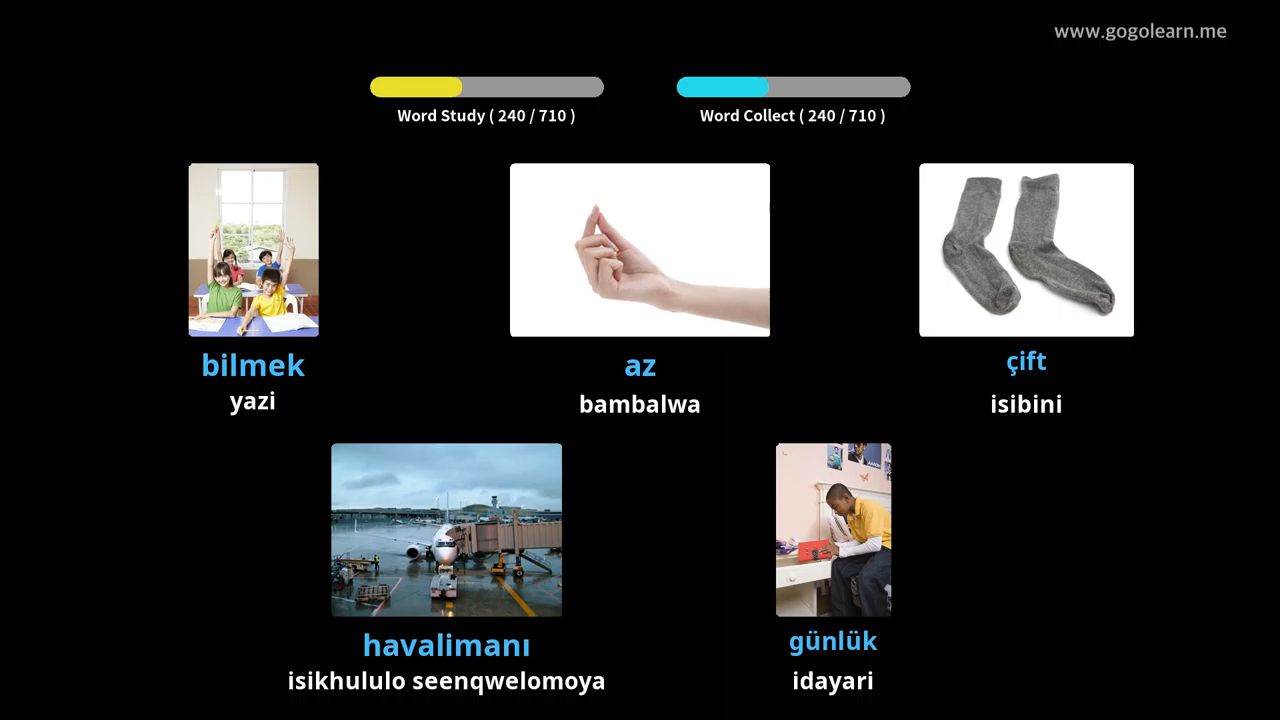 www.gogolearn.me
Word Study ( 240 / 710 )
Word Collect ( 240 / 710 )
bilmek
yazi
az
bambalwa
çift
isibini
havalimanı
isikhululo seenqwelomoya
günlük
idayari